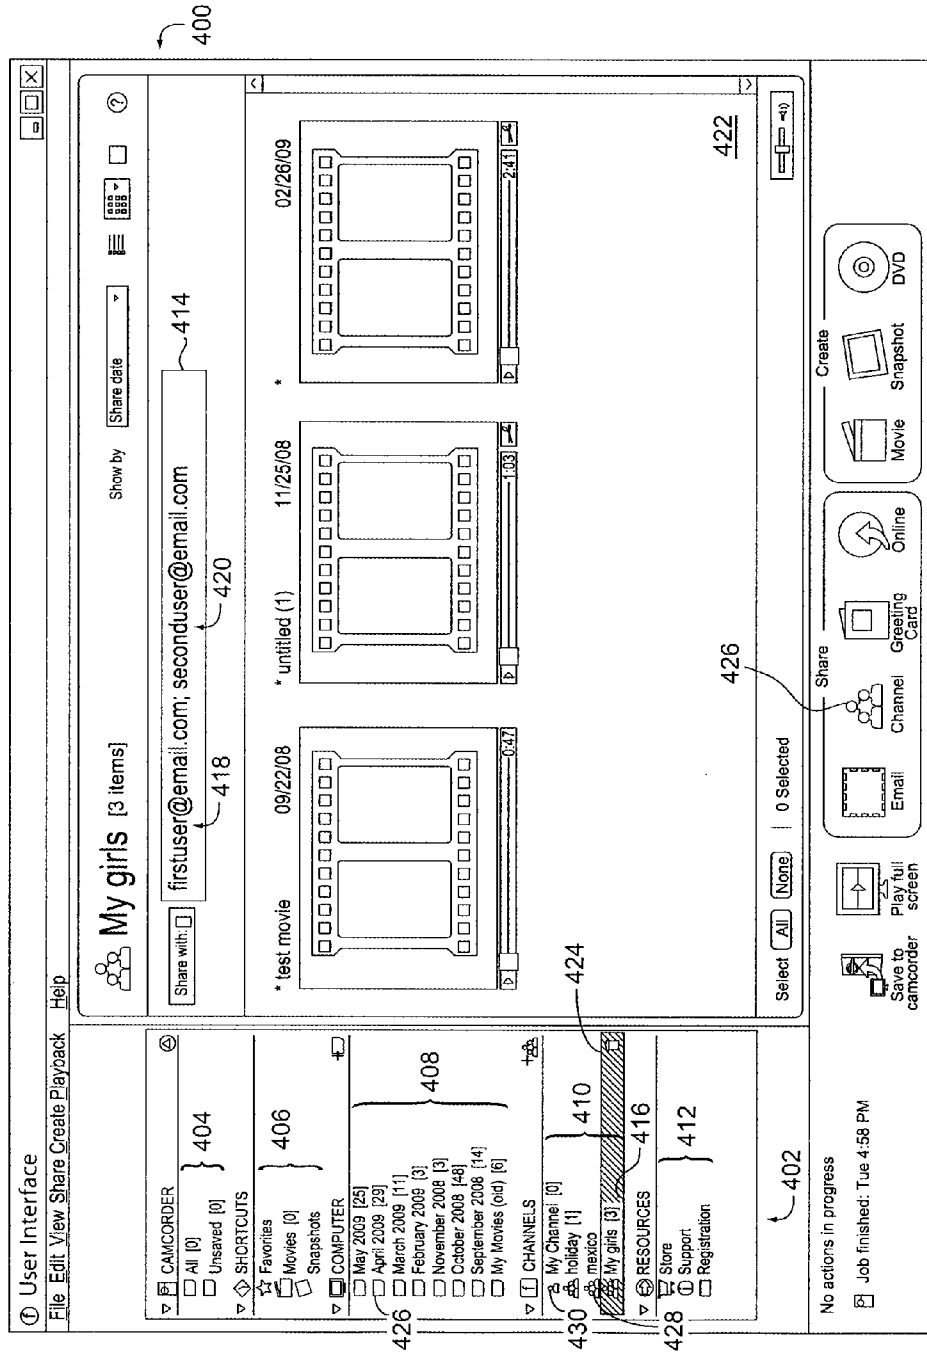 400
User Interface
File Edit View Share Create Playback Help
CAMCORDER
All [0]
Unsaved [0]
404
SHORTCUTS
Favorites
Movies [0]
Snapshots
406
COMPUTER
May 2009 [25]
April 2009 [29]
March 2009 [11]
February 2009 [3]
November 2008 [3]
October 2008 [48]
September 2008 [14]
My Movies (old) [6]
408
426
CHANNELS
My Channel [0]
holiday [1]
mexico
My girls [3]
410
424
416
430
428
RESOURCES
Store
Support
Registration
412
402
My girls [3 items]
Show by
Share date
?
Share with:
firstuser@email.com; seconduser@email.com
414
418
420
* test movie 09/22/08
0:47
* untitled (1) 11/25/08
1:03
* 02/26/09
2:41
422
Select All None | 0 Selected
426
No actions in progress
Job finished: Tue 4:58 PM
Save to camcorder
Play full screen
Share
Email
Channel
Greeting Card
Online
Create
Movie
Snapshot
DVD